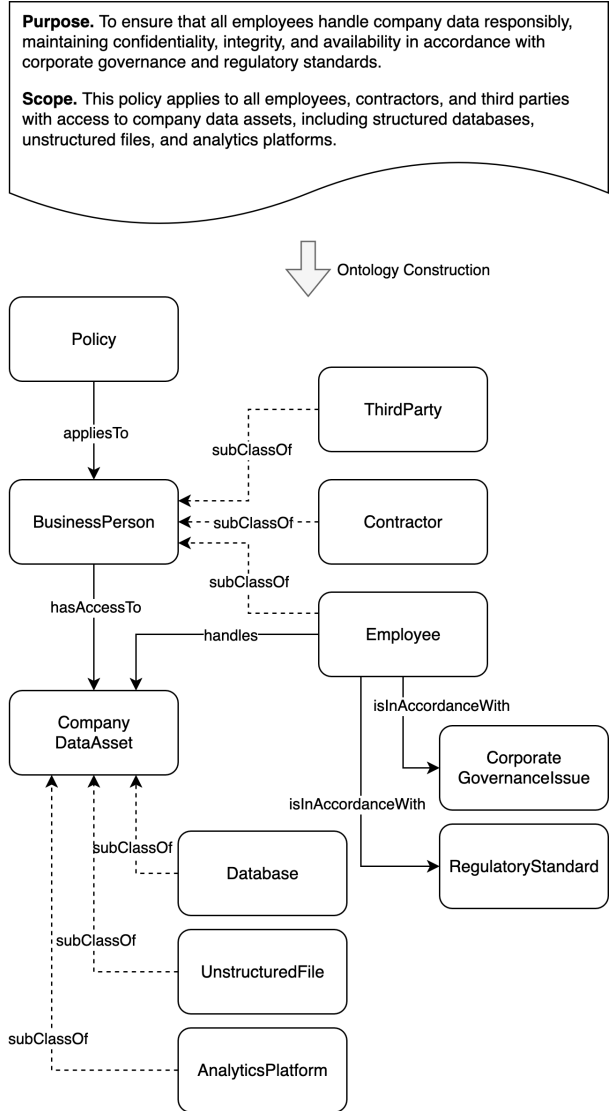 Purpose. To ensure that all employees handle company data responsibly,
maintaining confidentiality, integrity, and availability in accordance with
corporate governance and regulatory standards.
Scope. This policy applies to all employees, contractors, and third parties
with access to company data assets, including structured databases,
unstructured files, and analytics platforms.
Ontology Construction
Policy
appliesTo
ThirdParty
subClassOf
BusinessPerson
subClassOf
Contractor
subClassOf
hasAccessTo
handles
Employee
isInAccordanceWith
Company
DataAsset
Corporate
GovernanceIssue
isInAccordanceWith
subClassOf
Database
RegulatoryStandard
subClassOf
UnstructuredFile
subClassOf
AnalyticsPlatform